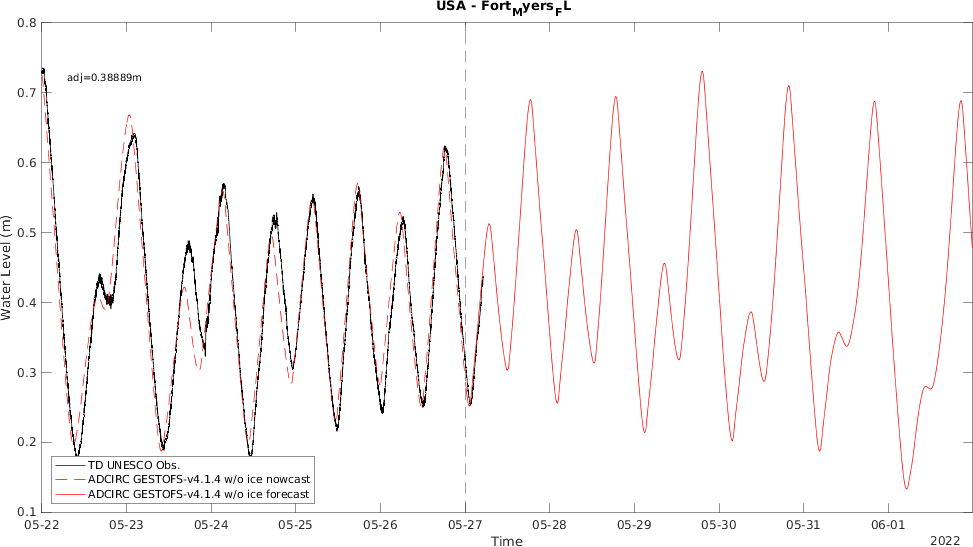 USA - Fort_Myers_FL
adj=0.38889m
0.8
0.7
0.6
0.5
0.4
0.3
0.2
0.1
Water Level (m)
TD UNESCO Obs.
ADCIRC GESTOFS-v4.1.4 w/o ice nowcast
ADCIRC GESTOFS-v4.1.4 w/o ice forecast
05-22 05-23 05-24 05-25 05-26 05-27 05-28 05-29 05-30 05-31 06-01
Time
2022